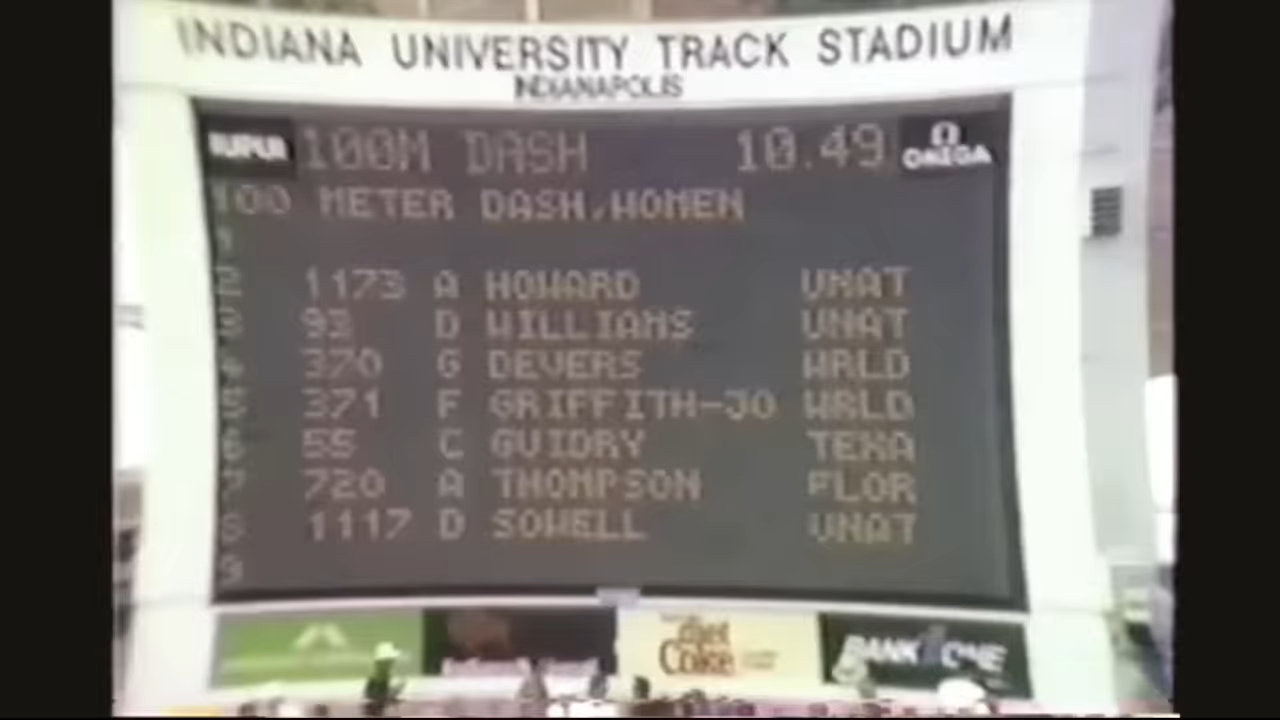 INDIANA UNIVERSITY TRACK STADIUM
INDIANAPOLIS
IUPUI 100M DASH 10.49 OMEGA
100 METER DASH,WOMEN
1
2 1173 A HOWARD UNAT
3 93 D WILLIAMS UNAT
4 370 G DEVERS WRLD
5 371 F GRIFFITH-JO WRLD
6 55 C GUIDRY TEXA
7 720 A THOMPSON FLOR
8 1117 D SOWELL UNAT
9
diet
Coke
BANK ONE